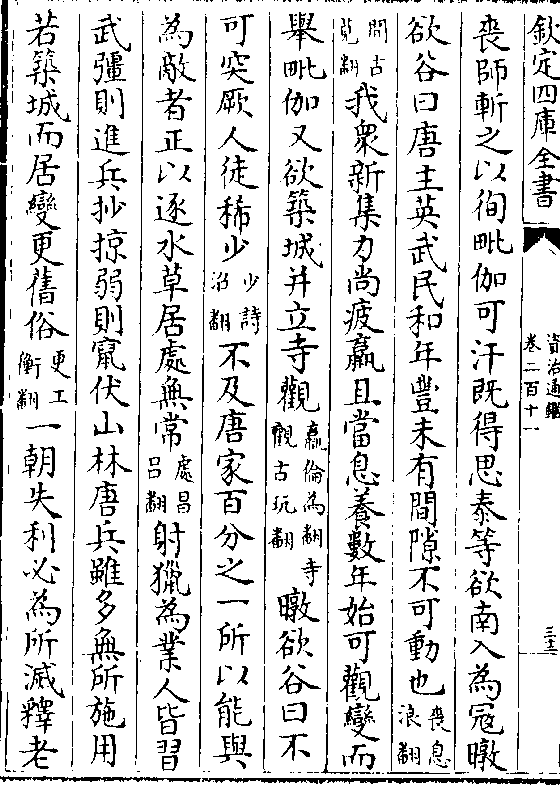 欽定四庫全書
資治通鑑
卷二百十一
三十二
喪師斬之以徇毗伽可汗既得思泰等欲南入為冦暾
欲谷曰唐主英武民和年豐未有間隙不可動也喪息浪翻
間古莧翻我衆新集力尚疲羸且當息養數年始可觀變而
舉毗伽又欲築城并立寺觀羸倫為翻寺觀古玩翻暾欲谷曰不
可突厥人徒稀少少詩沼翻不及唐家百分之一所以能與
為敵者正以逐水草居處無常處昌呂翻射獵為業人皆習
武彊則進兵抄掠弱則竄伏山林唐兵雖多無所施用
若築城而居變更舊俗更工衡翻一朝失利必為所滅釋老